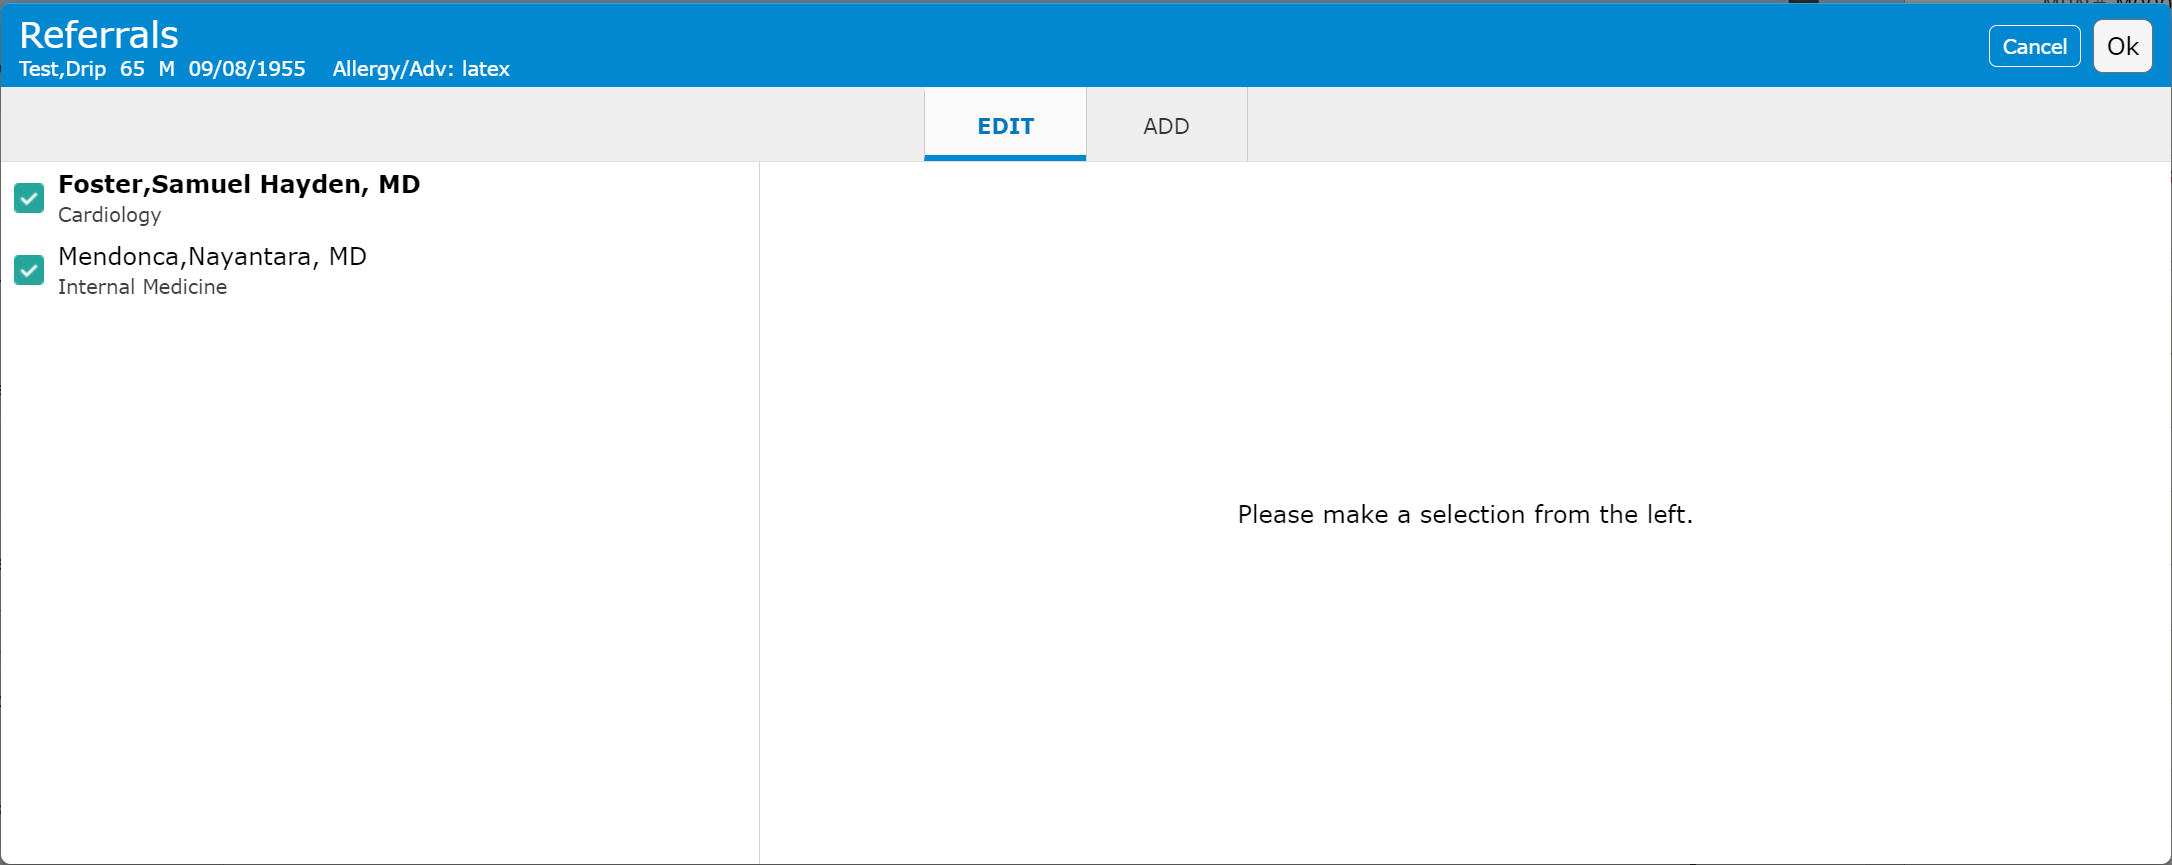 Referrals
Test,Drip 65 M 09/08/1955 Allergy/Adv: latex
Cancel
Ok
EDIT
ADD
Foster,Samuel Hayden, MD
Cardiology
Mendonca,Nayantara, MD
Internal Medicine
Please make a selection from the left.